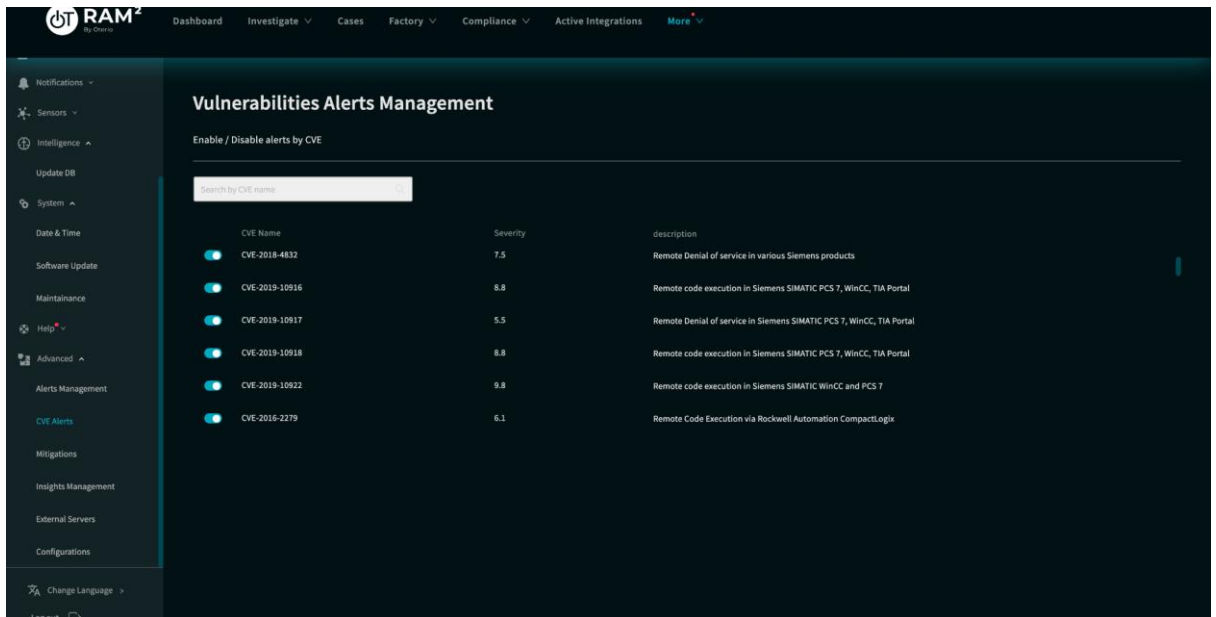 OT RAM²
By Otorio
Dashboard Investigate Cases Factory Compliance Active Integrations More
Notifications
Sensors
Intelligence
Update DB
System
Date & Time
Software Update
Maintainance
Help
Advanced
Alerts Management
CVE Alerts
Mitigations
Insights Management
External Servers
Configurations
Change Language >
Vulnerabilities Alerts Management
Enable / Disable alerts by CVE
Search by CVE name
CVE Name Severity description
CVE-2018-4832 7.5 Remote Denial of service in various Siemens products
CVE-2019-10916 8.8 Remote code execution in Siemens SIMATIC PCS 7, WinCC, TIA Portal
CVE-2019-10917 5.5 Remote Denial of service in Siemens SIMATIC PCS 7, WinCC, TIA Portal
CVE-2019-10918 8.8 Remote code execution in Siemens SIMATIC PCS 7, WinCC, TIA Portal
CVE-2019-10922 9.8 Remote code execution in Siemens SIMATIC WinCC and PCS 7
CVE-2016-2279 6.1 Remote Code Execution via Rockwell Automation CompactLogix